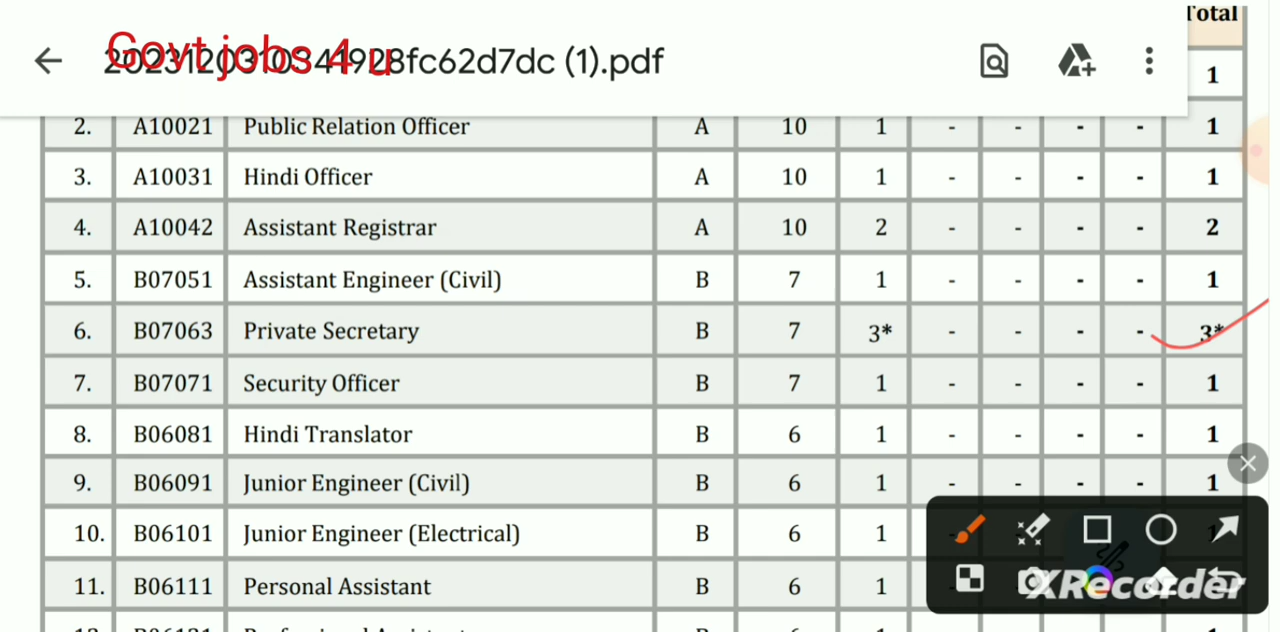 Total
Govt jobs 4 u
2023120310341928fc62d7dc (1).pdf
1
2. A10021 Public Relation Officer A 10 1 - - - - 1
3. A10031 Hindi Officer A 10 1 - - - - 1
4. A10042 Assistant Registrar A 10 2 - - - - 2
5. B07051 Assistant Engineer (Civil) B 7 1 - - - - 1
6. B07063 Private Secretary B 7 3* - - - - 3*
7. B07071 Security Officer B 7 1 - - - - 1
8. B06081 Hindi Translator B 6 1 - - - - 1
9. B06091 Junior Engineer (Civil) B 6 1 - - - - 1
10. B06101 Junior Engineer (Electrical) B 6 1
11. B06111 Personal Assistant B 6 1
XRecorder